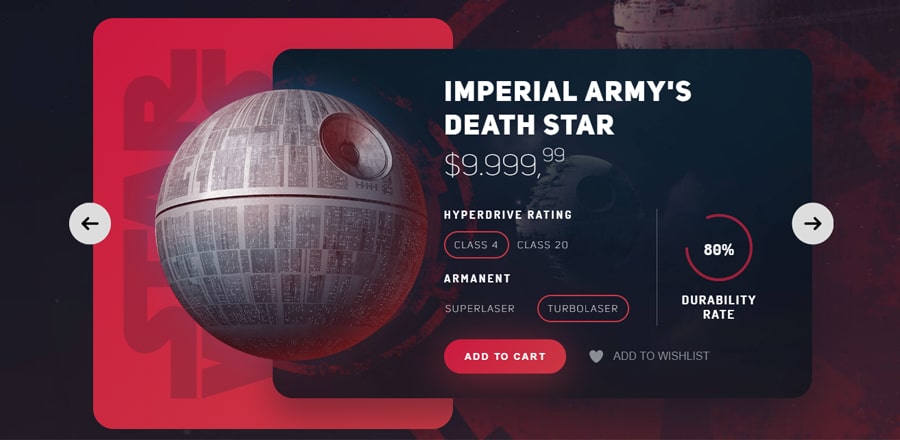 STAR
WARS
IMPERIAL ARMY'S
DEATH STAR
$9.999,99
HYPERDRIVE RATING
CLASS 4 CLASS 20
ARMANENT
SUPERLASER TURBOLASER
80%
DURABILITY
RATE
ADD TO CART
ADD TO WISHLIST